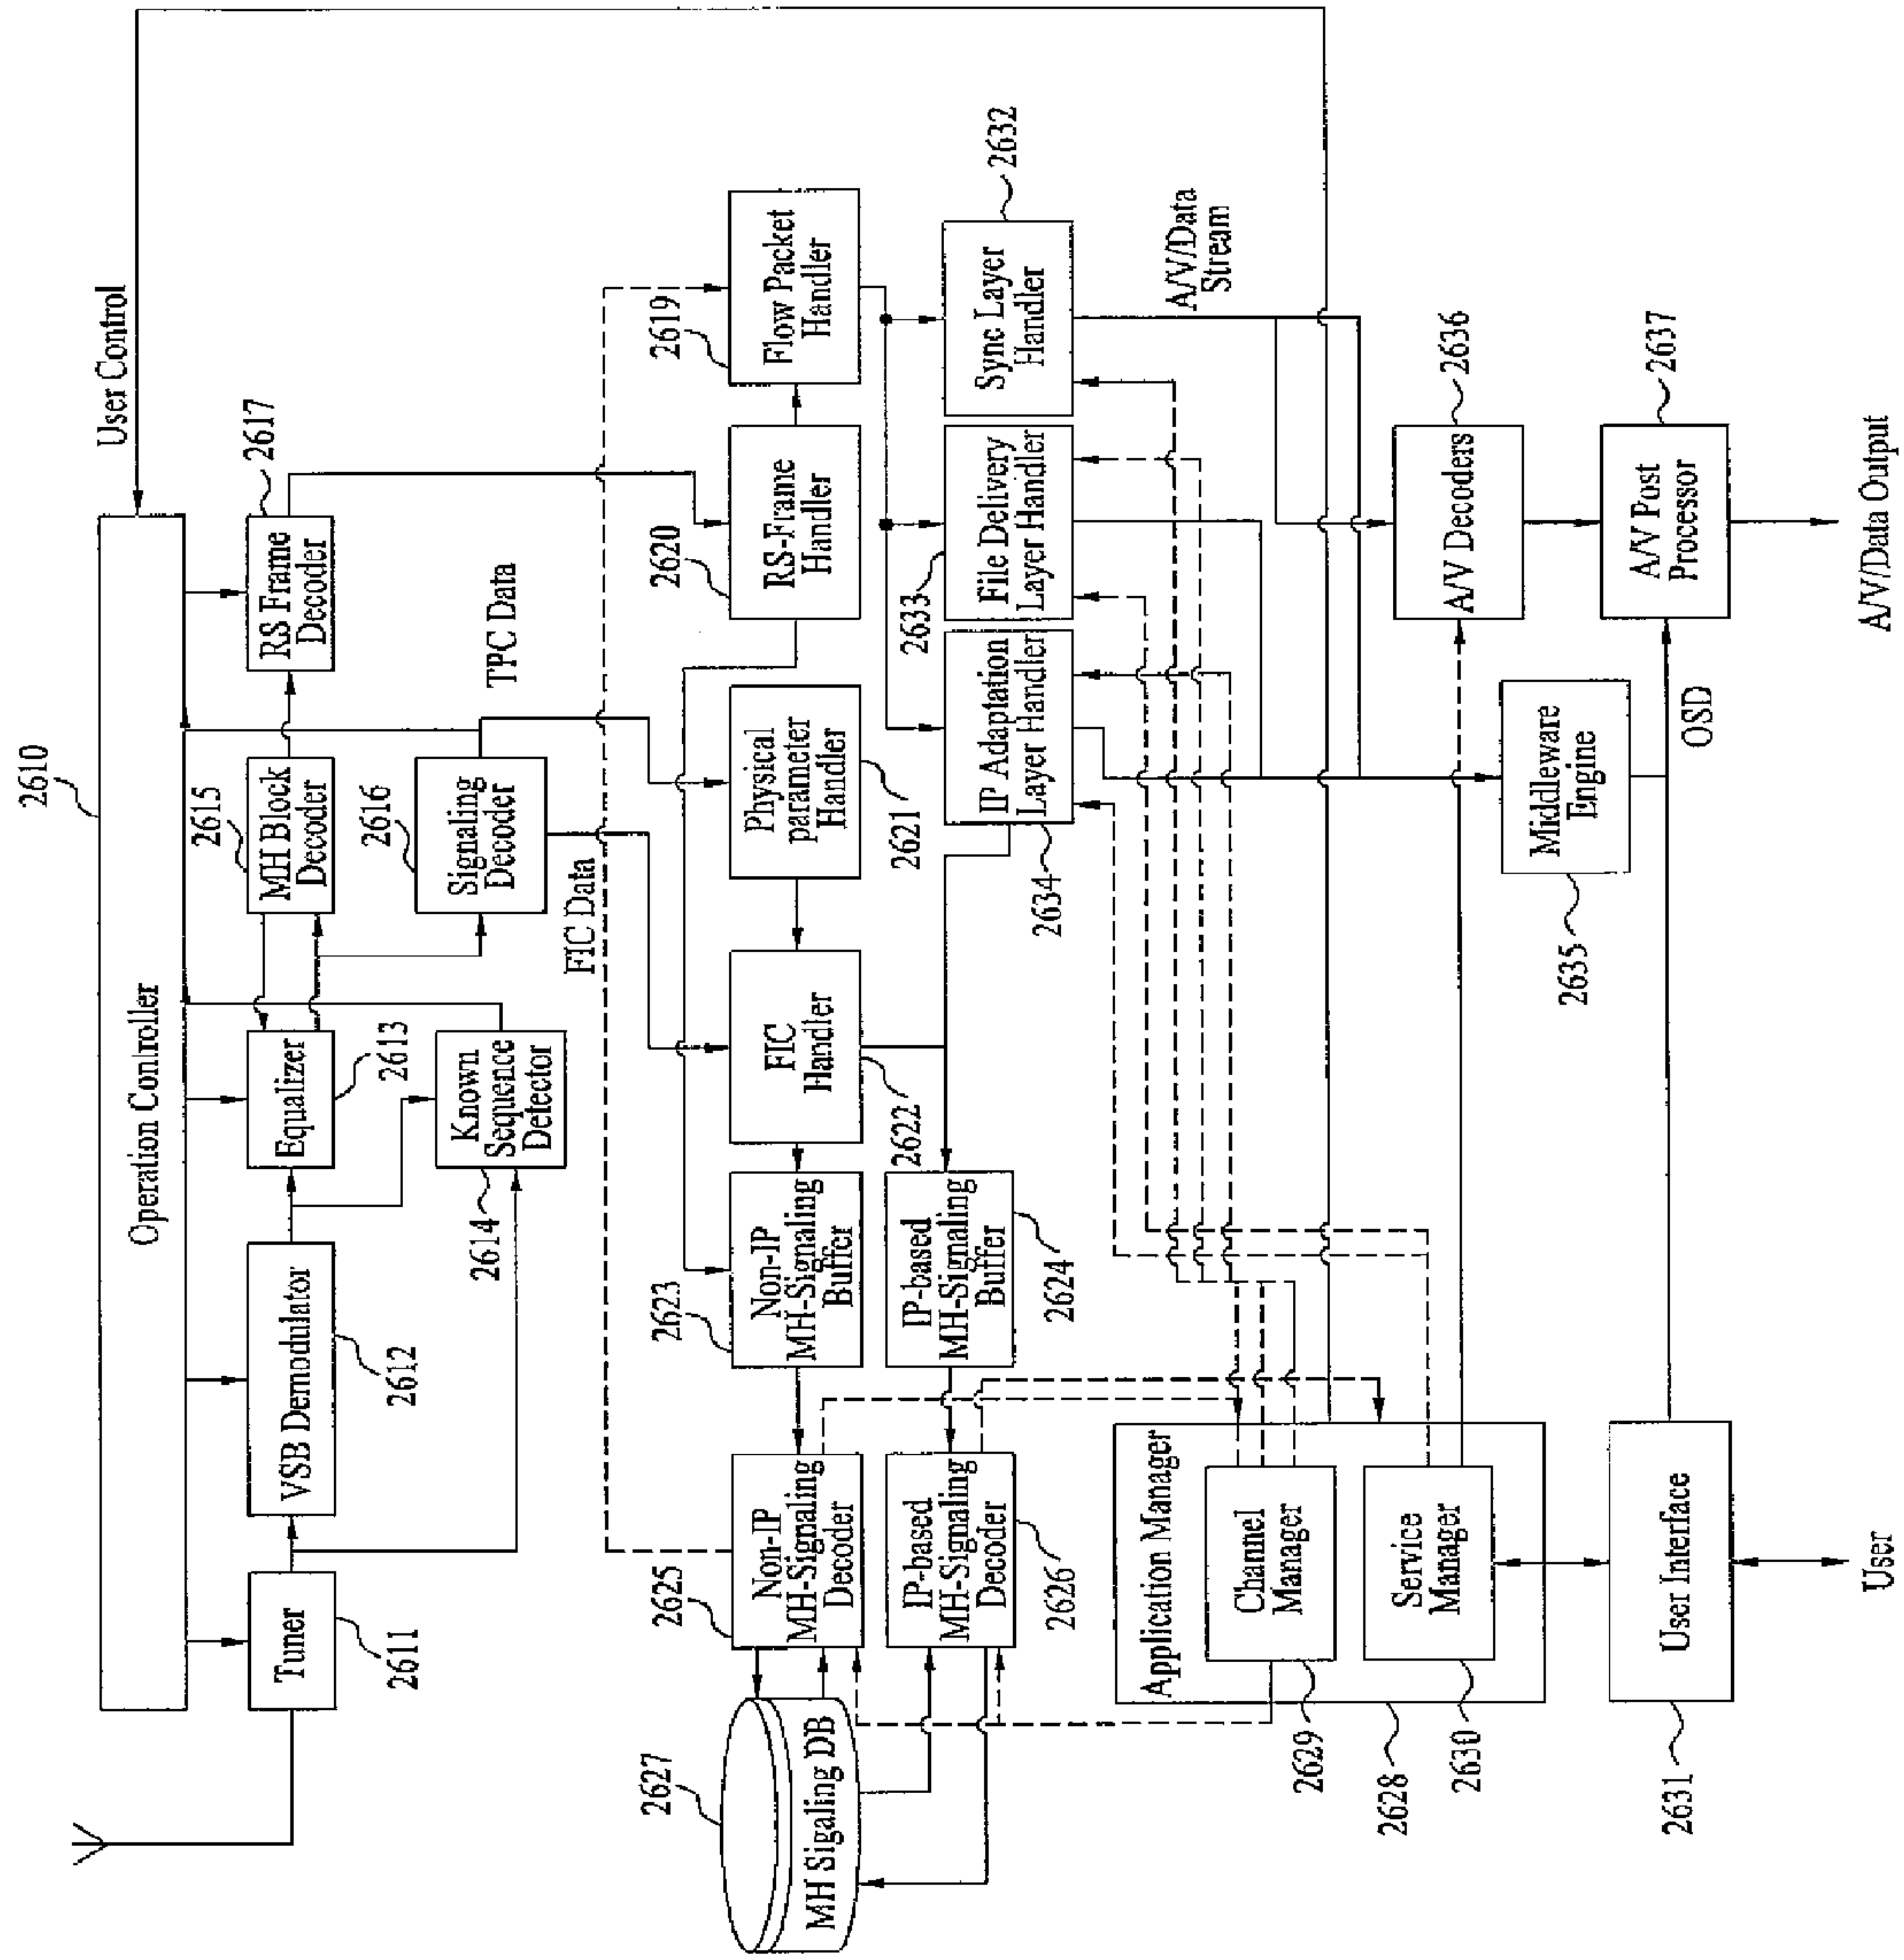 2610
Operation Controller
User Control
Tuner
2611
VSB Demodulator
2612
Equalizer
2613
Known
Sequence
Detector
2614
MH Block
Decoder
2615
Signaling
Decoder
2616
RS Frame
Decoder
2617
TPC Data
FIC Data
2627
MH Sigaling DB
Non-IP
MH-Signaling
Decoder
2625
Non-IP
MH-Signaling
Buffer
2623
FIC
Handler
2622
Physical
parameter
Handler
2621
RS-Frame
Handler
2620
Flow Packet
Handler
2619
IP-based
MH-Signaling
Decoder
2626
IP-based
MH-Signaling
Buffer
2624
IP Adaptation
Layer Handler
2634
File Delivery
Layer Handler
2633
Sync Layer
Handler
2632
A/V/Data
Stream
Application Manager
2628
Channel
Manager
2629
Service
Manager
2630
A/V Decoders
2636
Middleware
Engine
2635
OSD
User Interface
2631
A/V Post
Processor
2637
User
A/V/Data Output